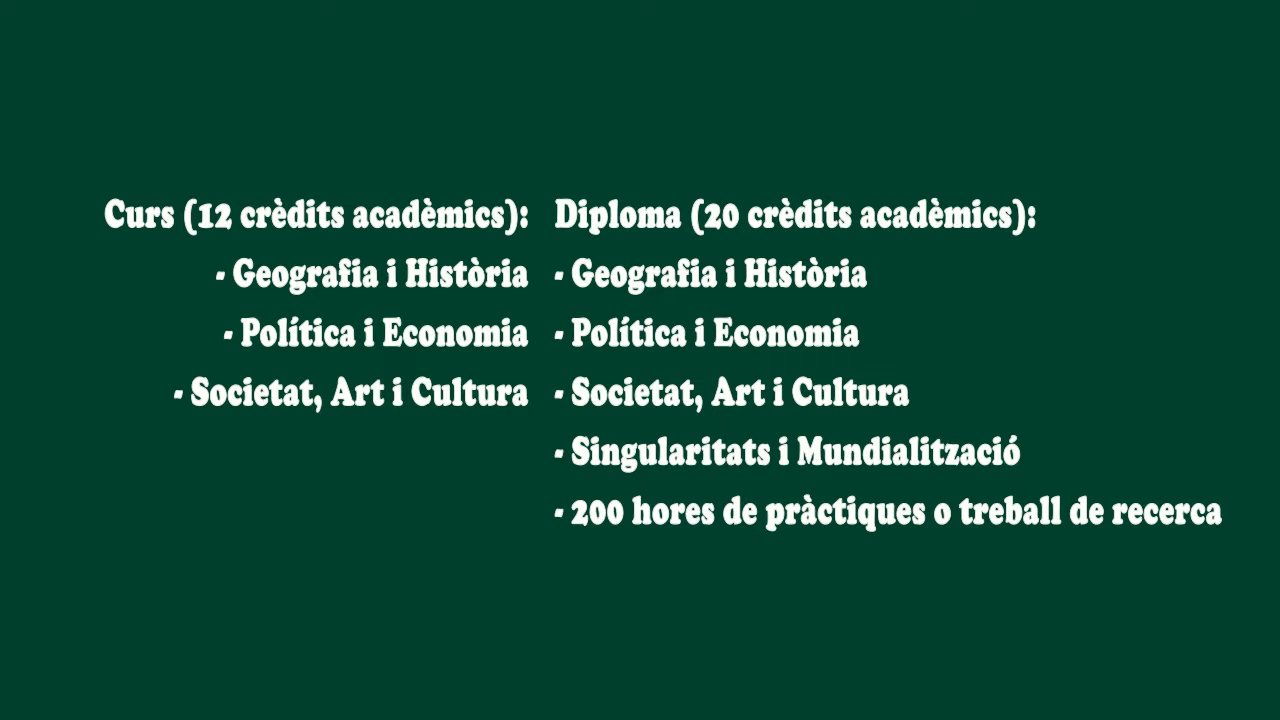 Curs (12 crèdits acadèmics):
- Geografia i Història
- Política i Economia
- Societat, Art i Cultura
Diploma (20 crèdits acadèmics):
- Geografia i Història
- Política i Economia
- Societat, Art i Cultura
- Singularitats i Mundialització
- 200 hores de pràctiques o treball de recerca